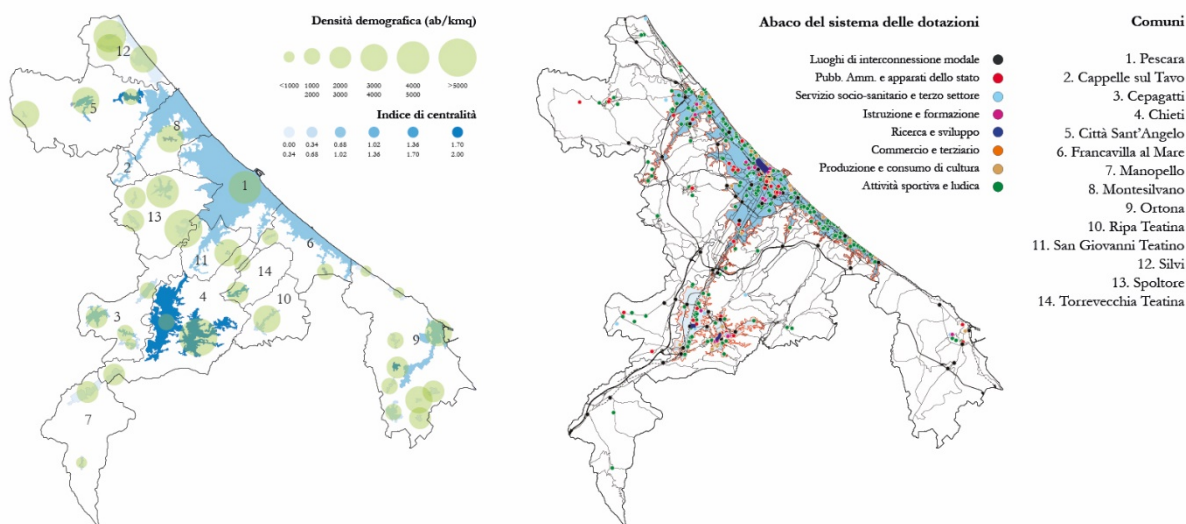 Densità demografica (ab/kmq)
<1000 1000 2000 3000 4000 >5000
2000 3000 4000 5000
Indice di centralità
0.00 0.34 0.68 1.02 1.36 1.70
0.34 0.68 1.02 1.36 1.70 2.00
12
5
8
2
1
13
6
11
14
4
10
3
9
7
Abaco del sistema delle dotazioni
Luoghi di interconnessione modale
Pubb. Amm. e apparati dello stato
Servizio socio-sanitario e terzo settore
Istruzione e formazione
Ricerca e sviluppo
Commercio e terziario
Produzione e consumo di cultura
Attività sportiva e ludica
Comuni
1. Pescara
2. Cappelle sul Tavo
3. Cepagatti
4. Chieti
5. Città Sant'Angelo
6. Francavilla al Mare
7. Manopello
8. Montesilvano
9. Ortona
10. Ripa Teatina
11. San Giovanni Teatino
12. Silvi
13. Spoltore
14. Torrevecchia Teatina